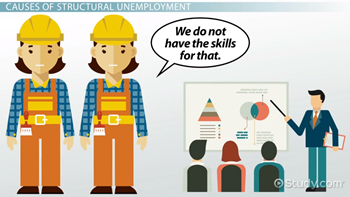 CAUSES OF STRUCTURAL UNEMPLOYMENT
We do not
have the skills
for that.
Study.com